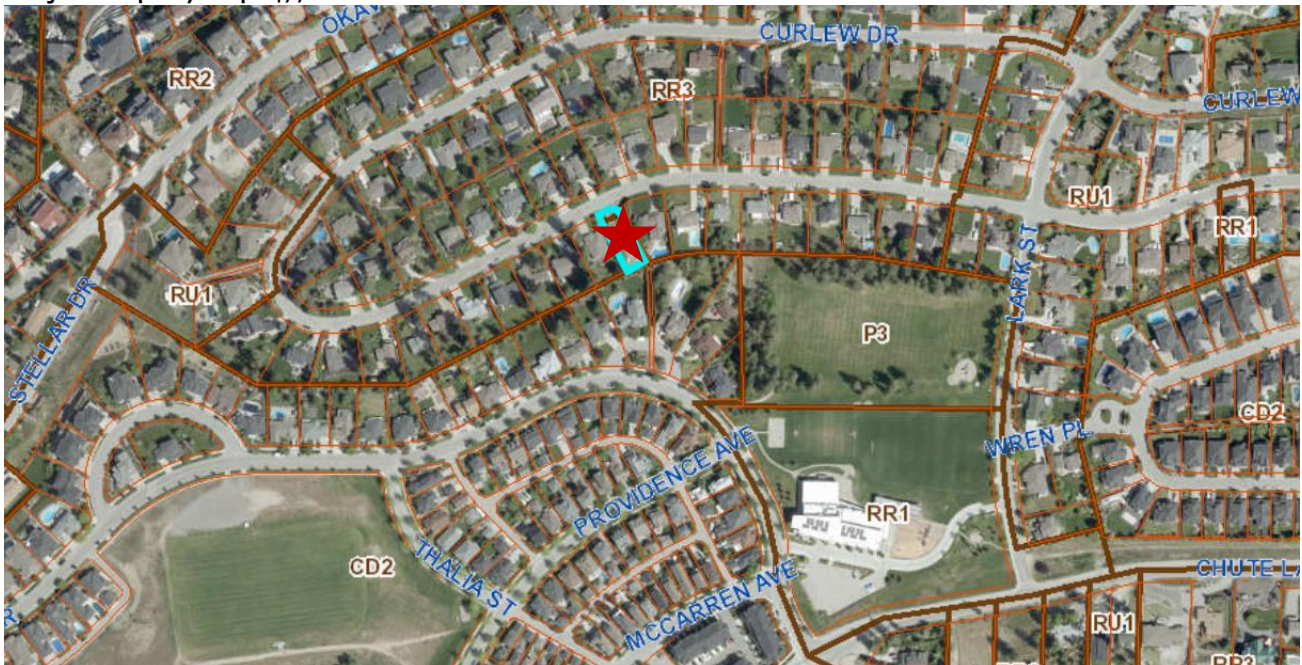 OKAV
CURLEW DR
RR2
RR3
CURLEW
RU1
RR1
STELLAR DR
RU1
LARK ST
P3
CD2
WREN PL
PROVIDENCE AVE
RR1
CD2
THALIA ST
MCCARREN AVE
CHUTE LA
R
RU1